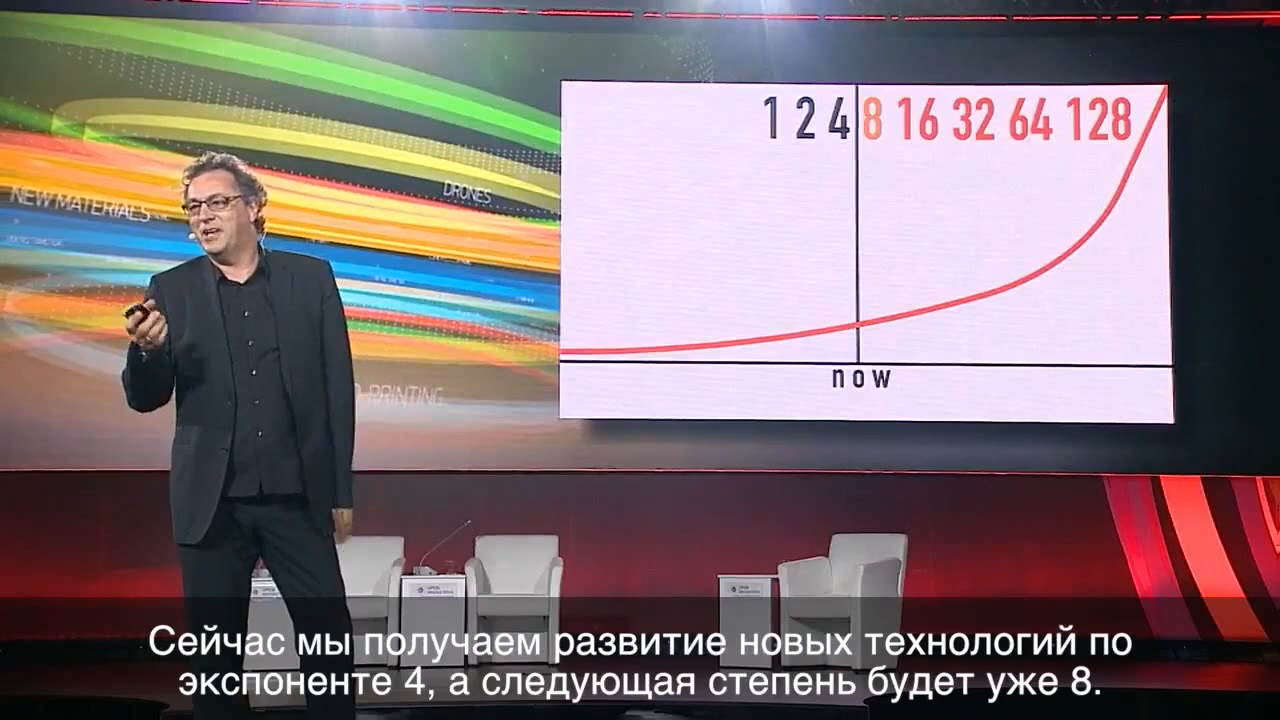 1 2 4 8 16 32 64 128
DRONES
NEW MATERIALS
now
PRINTING
Сейчас мы получаем развитие новых технологий по
экспоненте 4, а следующая степень будет уже 8.